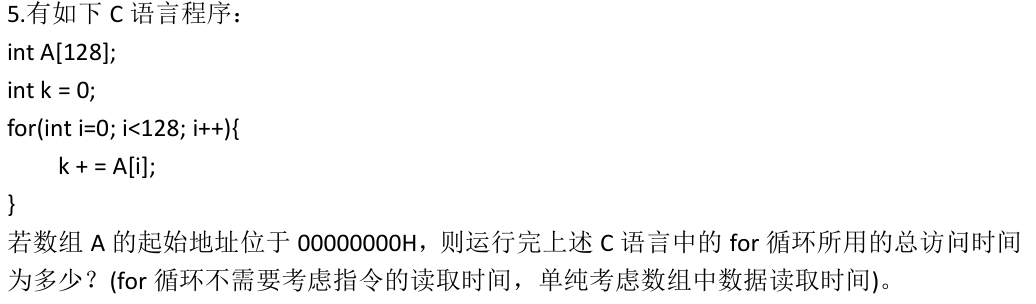 5.有如下 C 语言程序：
int A[128];
int k = 0;
for(int i=0; i<128; i++){
k + = A[i];
}
若数组 A 的起始地址位于 00000000H，则运行完上述 C 语言中的 for 循环所用的总访问时间
为多少？(for 循环不需要考虑指令的读取时间，单纯考虑数组中数据读取时间)。